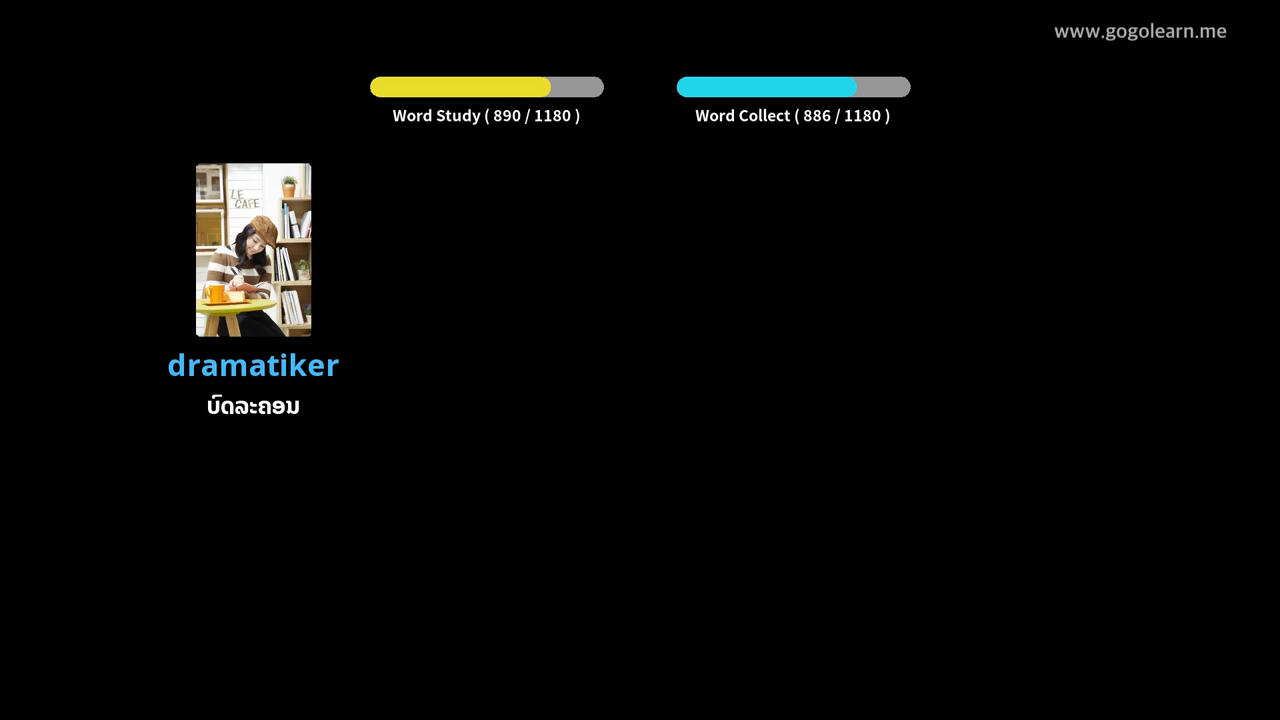 www.gogolearn.me
Word Study ( 890 / 1180 )
Word Collect ( 886 / 1180 )
LE
CAFE
dramatiker
ບົດລະຄອນ